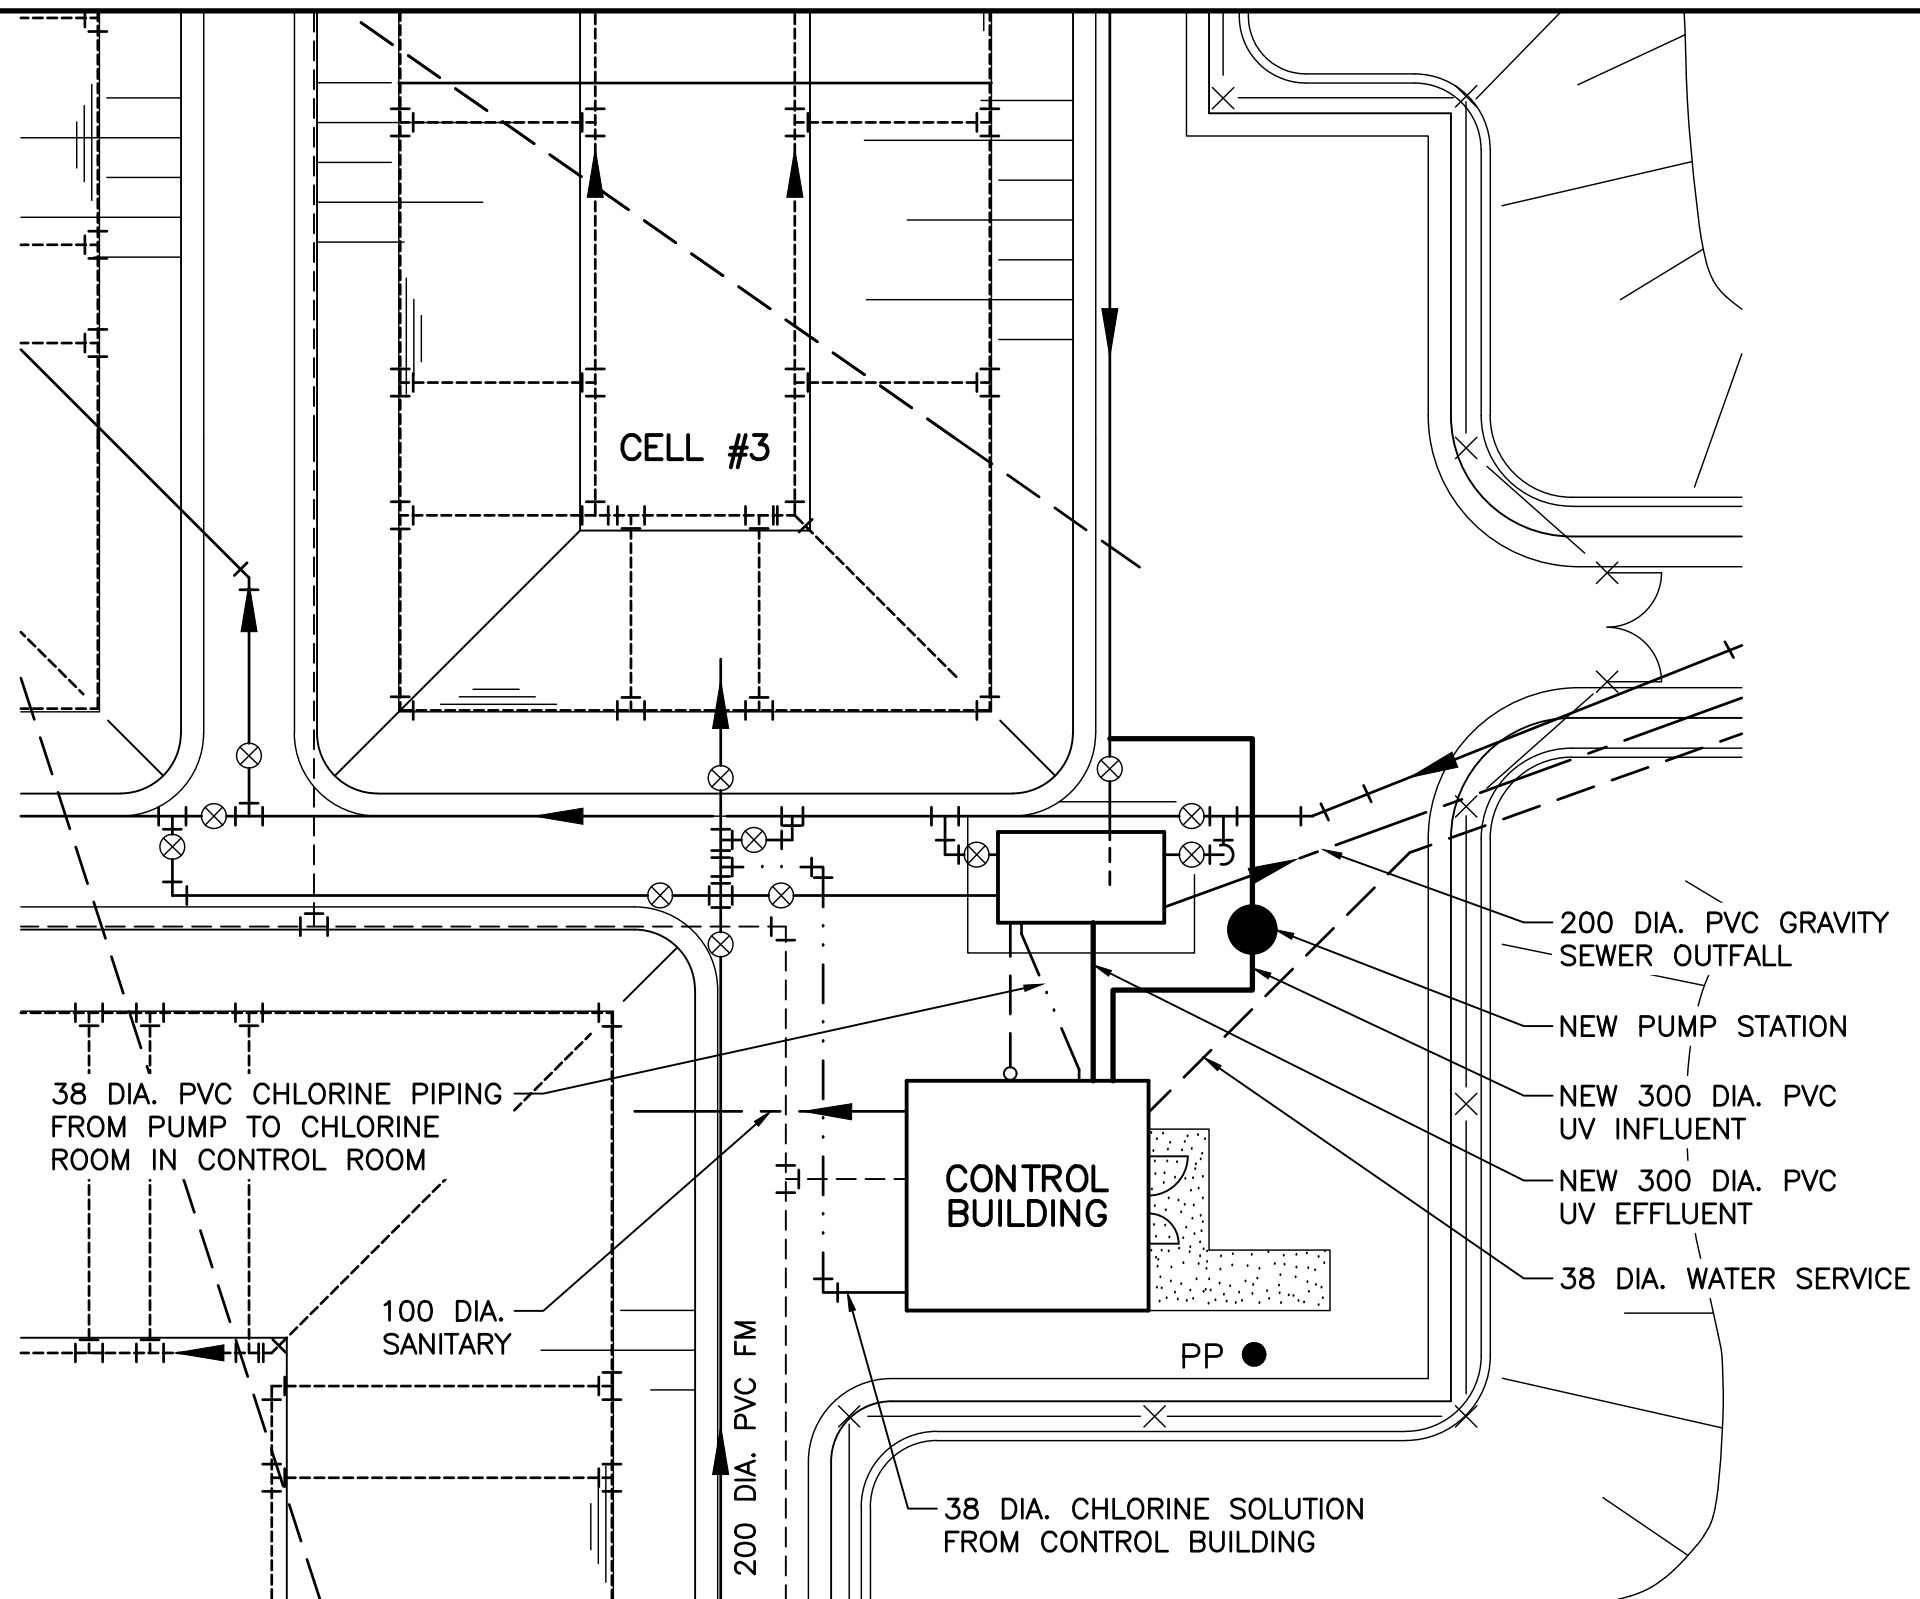 CELL #3
200 DIA. PVC GRAVITY
SEWER OUTFALL
NEW PUMP STATION
38 DIA. PVC CHLORINE PIPING
FROM PUMP TO CHLORINE
ROOM IN CONTROL ROOM
NEW 300 DIA. PVC
UV INFLUENT
CONTROL
BUILDING
NEW 300 DIA. PVC
UV EFFLUENT
38 DIA. WATER SERVICE
100 DIA.
SANITARY
200 DIA. PVC FM
PP
38 DIA. CHLORINE SOLUTION
FROM CONTROL BUILDING